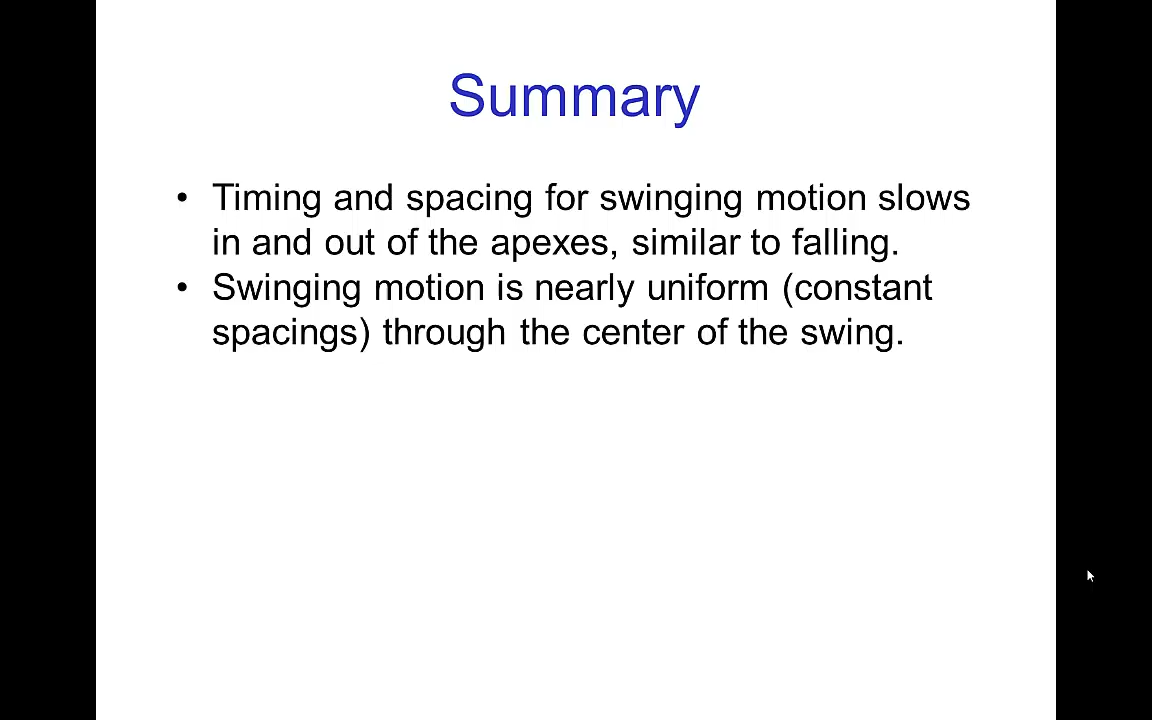 Summary
• Timing and spacing for swinging motion slows
in and out of the apexes, similar to falling.
• Swinging motion is nearly uniform (constant
spacings) through the center of the swing.